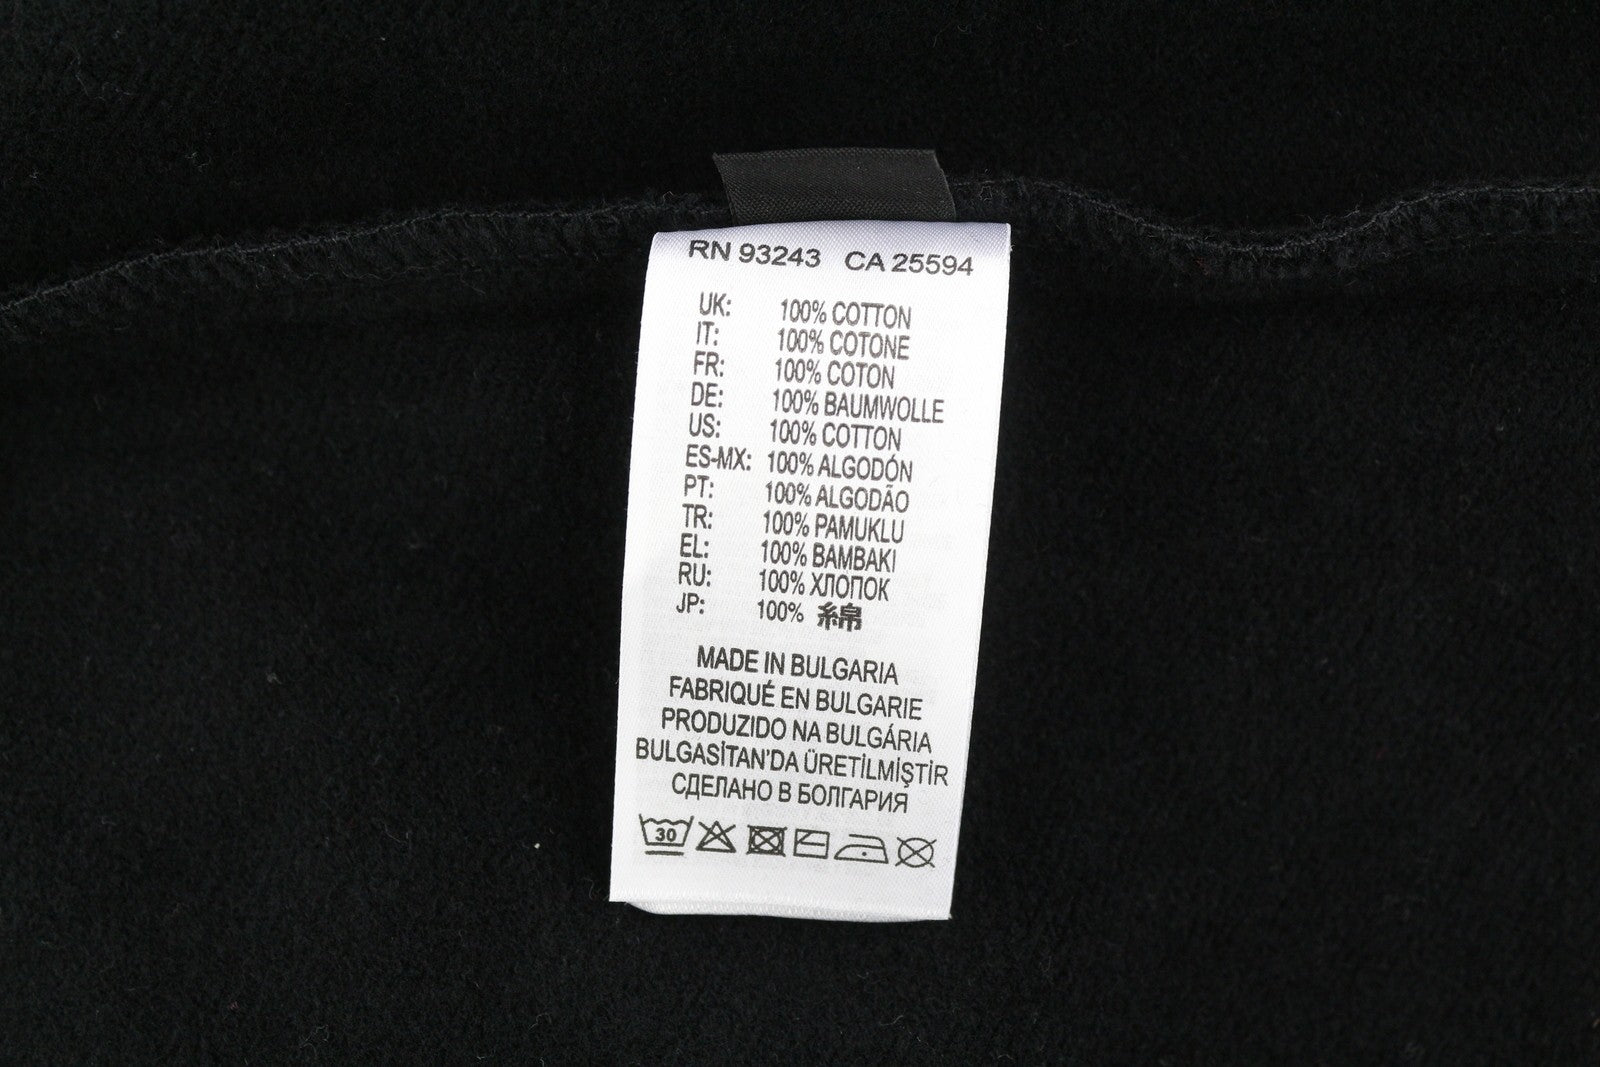 RN 93243 CA 25594
UK: 100% COTTON
IT: 100% COTONE
FR: 100% COTON
DE: 100% BAUMWOLLE
US: 100% COTTON
ES-MX: 100% ALGODÓN
PT: 100% ALGODÃO
TR: 100% PAMUKLU
EL: 100% BAMBAKI
RU: 100% ХЛОПОК
JP: 100% 綿
MADE IN BULGARIA
FABRIQUÉ EN BULGARIE
PRODUZIDO NA BULGÁRIA
BULGASİTAN'DA ÜRETİLMİŞTİR
СДЕЛАНО В БОЛГАРИЯ
30